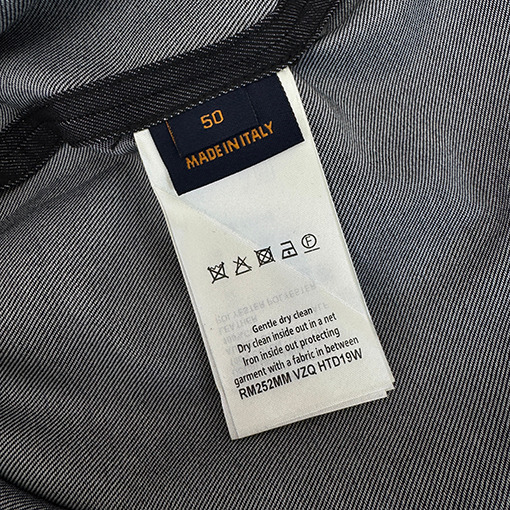 50
MADE IN ITALY
F
Gentle dry clean
Dry clean inside out in a net
Iron inside out protecting
garment with a fabric in between
RM252MM VZQ HTD19W